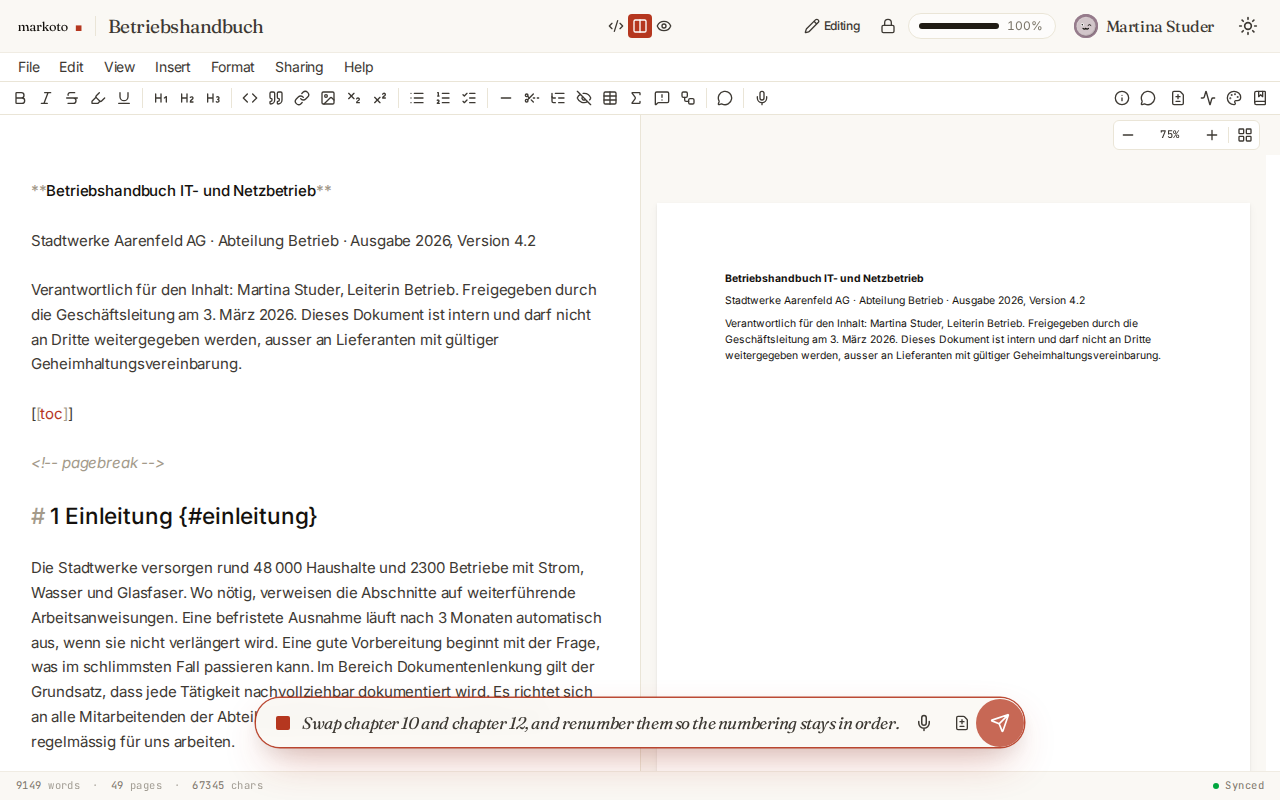 markoto
Betriebshandbuch
Editing
100%
Martina Studer
File Edit View Insert Format Sharing Help
H1 H2 H3
75%
**Betriebshandbuch IT- und Netzbetrieb**
Stadtwerke Aarenfeld AG · Abteilung Betrieb · Ausgabe 2026, Version 4.2
Verantwortlich für den Inhalt: Martina Studer, Leiterin Betrieb. Freigegeben durch
die Geschäftsleitung am 3. März 2026. Dieses Dokument ist intern und darf nicht
an Dritte weitergegeben werden, ausser an Lieferanten mit gültiger
Geheimhaltungsvereinbarung.
[[toc]]
<!-- pagebreak -->
# 1 Einleitung {#einleitung}
Die Stadtwerke versorgen rund 48 000 Haushalte und 2300 Betriebe mit Strom,
Wasser und Glasfaser. Wo nötig, verweisen die Abschnitte auf weiterführende
Arbeitsanweisungen. Eine befristete Ausnahme läuft nach 3 Monaten automatisch
aus, wenn sie nicht verlängert wird. Eine gute Vorbereitung beginnt mit der Frage,
was im schlimmsten Fall passieren kann. Im Bereich Dokumentenlenkung gilt der
Grundsatz, dass jede Tätigkeit nachvollziehbar dokumentiert wird. Es richtet sich
an alle Mitarbeitenden der
regelmässig für uns arbeiten.
Betriebshandbuch IT- und Netzbetrieb
Stadtwerke Aarenfeld AG · Abteilung Betrieb · Ausgabe 2026, Version 4.2
Verantwortlich für den Inhalt: Martina Studer, Leiterin Betrieb. Freigegeben durch die
Geschäftsleitung am 3. März 2026. Dieses Dokument ist intern und darf nicht an Dritte
weitergegeben werden, ausser an Lieferanten mit gültiger Geheimhaltungsvereinbarung.
Swap chapter 10 and chapter 12, and renumber them so the numbering stays in order.
9149 words · 49 pages · 67345 chars
Synced